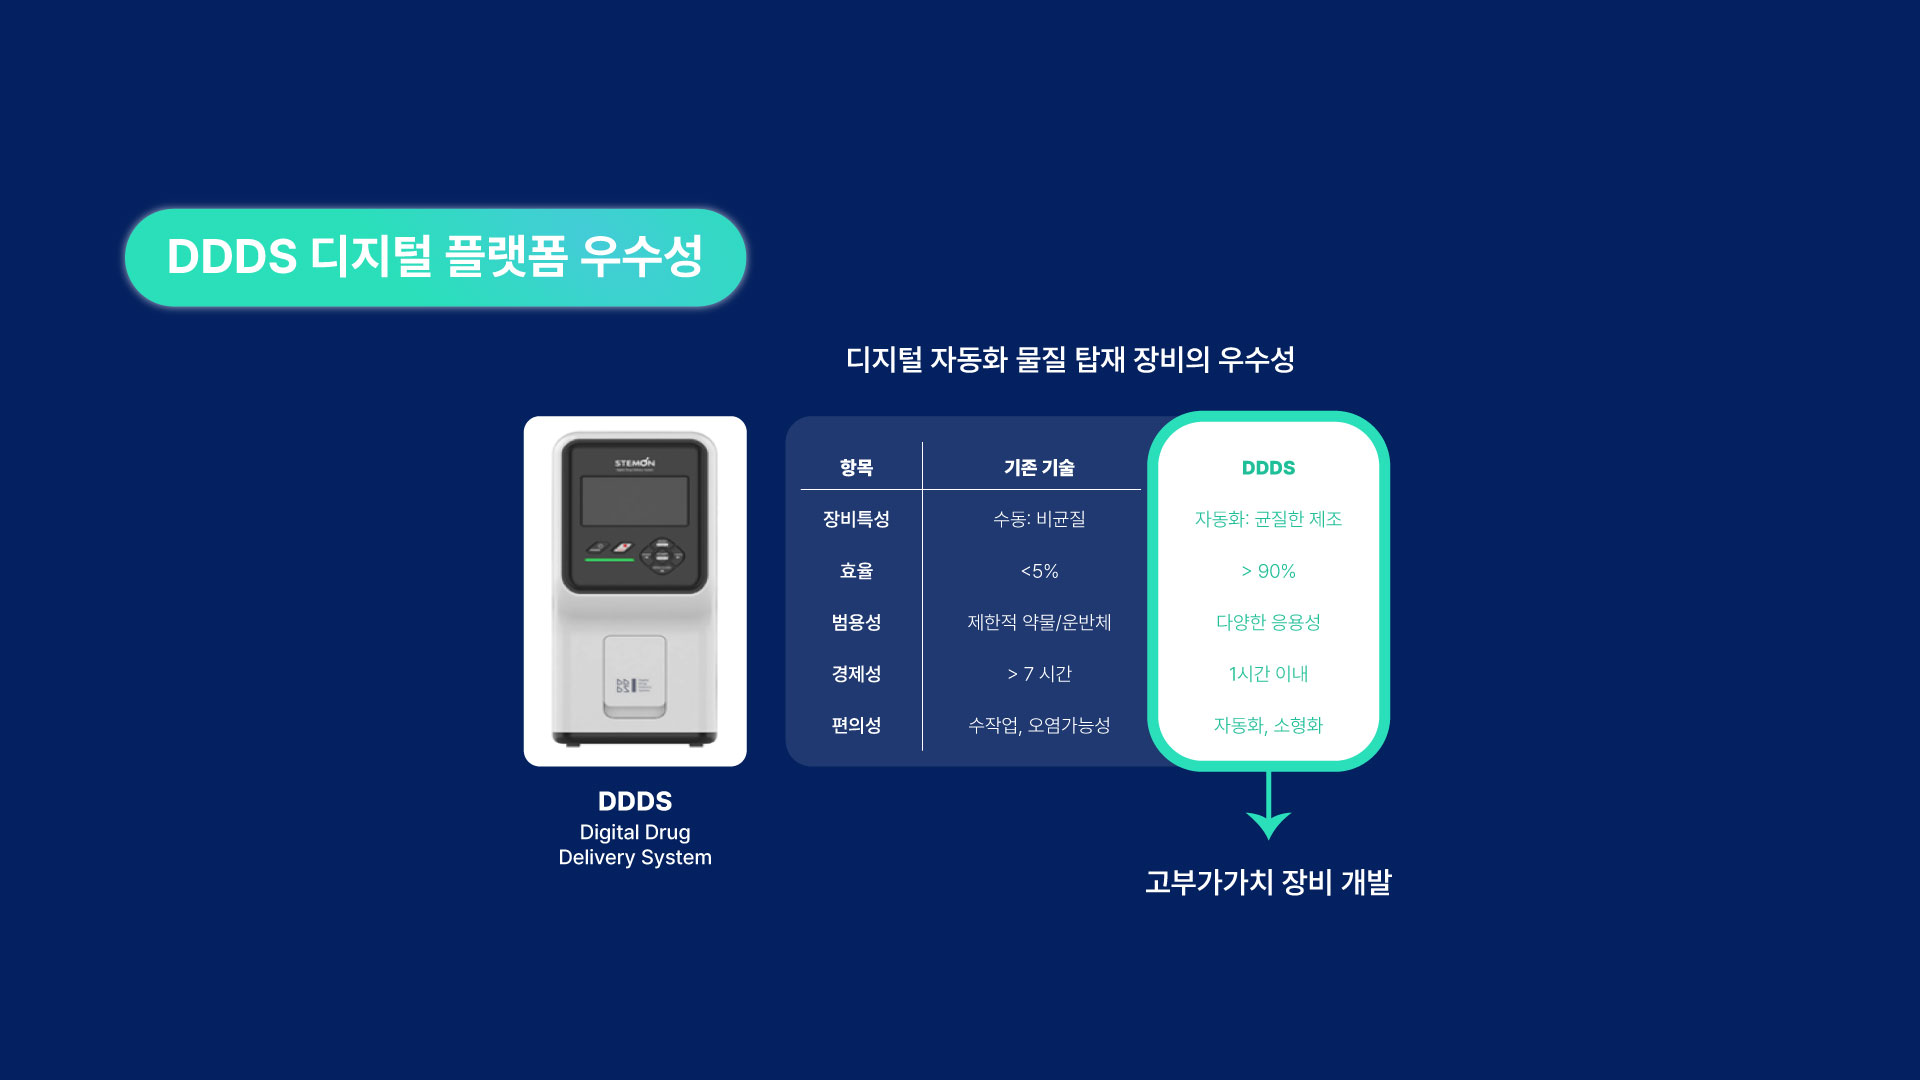 DDDS 디지털 플랫폼 우수성
디지털 자동화 물질 탑재 장비의 우수성
STEMON
항목 기존 기술 DDDS
장비특성 수동: 비균질 자동화: 균질한 제조
효율 <5% > 90%
범용성 제한적 약물/운반체 다양한 응용성
경제성 > 7 시간 1시간 이내
편의성 수작업, 오염가능성 자동화, 소형화
DDDS
Digital Drug
Delivery System
고부가가치 장비 개발